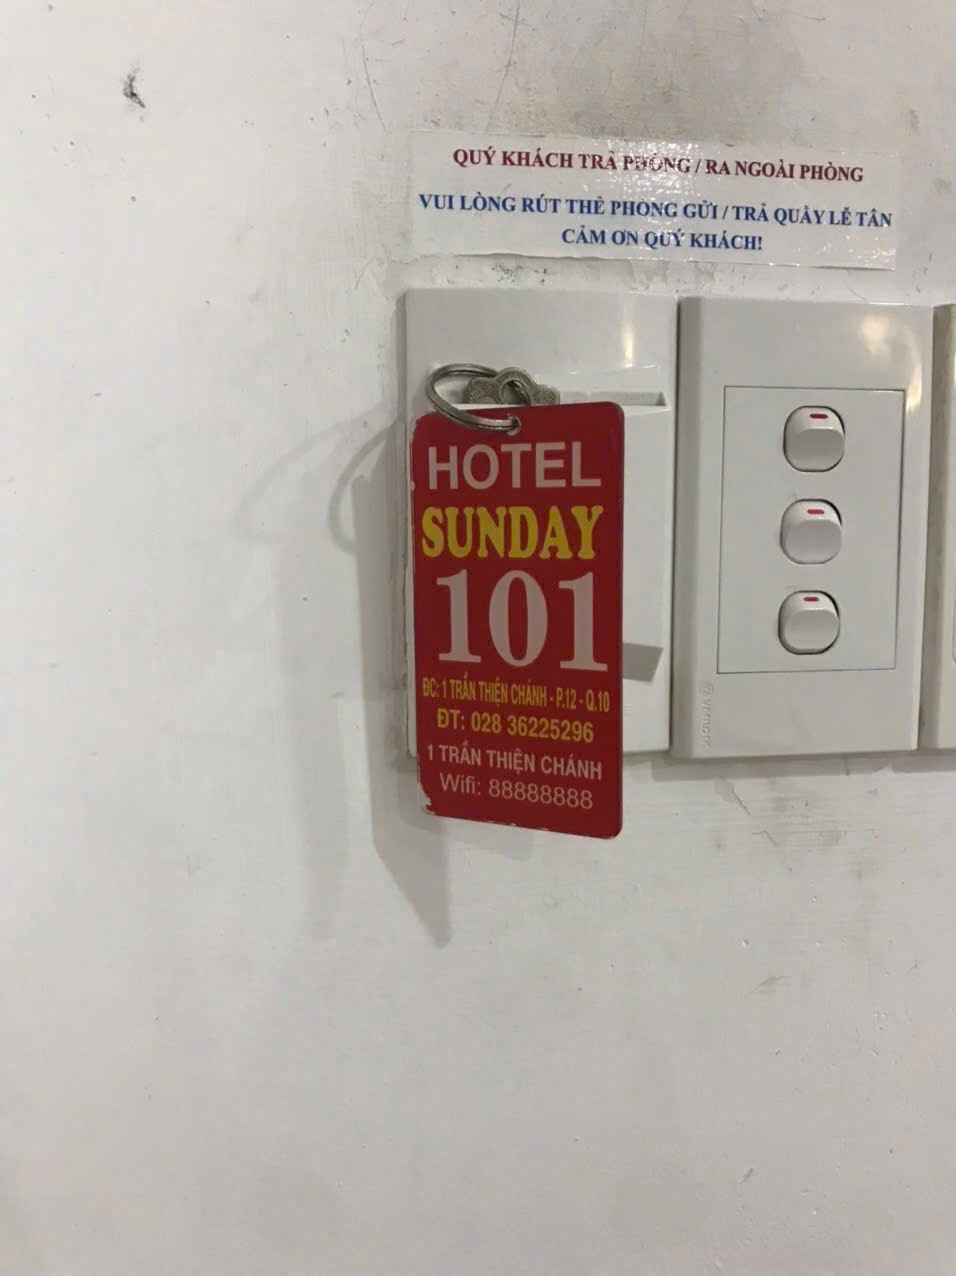 QUÝ KHÁCH TRẢ PHÒNG / RA NGOÀI PHÒNG
VUI LÒNG RÚT THẺ PHÒNG GỬI / TRẢ QUẦY LỄ TÂN
CẢM ƠN QUÝ KHÁCH!
HOTEL
SUNDAY
101
ĐC: 1 TRẦN THIỆN CHÁNH - P.12 - Q.10
ĐT: 028 36225296
1 TRẦN THIỆN CHÁNH
Wifi: 88888888